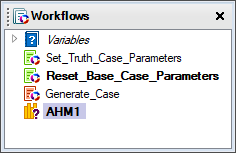 Workflows
Variables
Set_Truth_Case_Parameters
Reset_Base_Case_Parameters
Generate_Case
AHM1